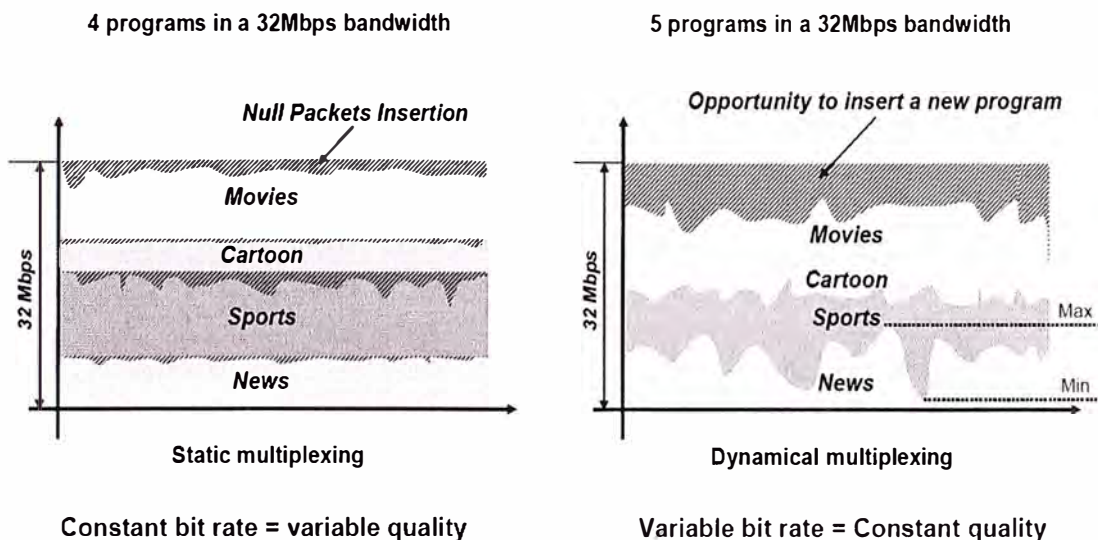 4 programs in a 32Mbps bandwidth
Null Packets Insertion
Movies
Cartoon
Sports
News
32 Mbps
Static multiplexing
Constant bit rate = variable quality
5 programs in a 32Mbps bandwidth
Opportunity to insert a new program
Movies
Cartoon
Sports
Max
News
Min
32 Mbps
Dynamical multiplexing
Variable bit rate = Constant quality